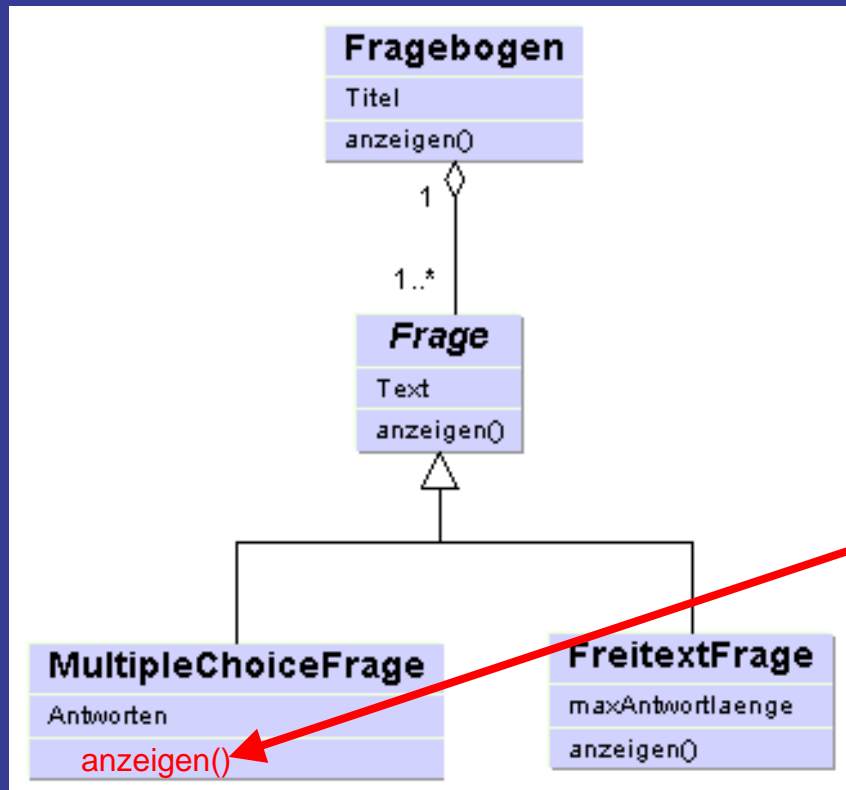 Fragebogen
Titel
anzeigen()
1
1..*
Frage
Text
anzeigen()
MultipleChoiceFrage
Antworten
anzeigen()
FreitextFrage
maxAntwortlaenge
anzeigen()